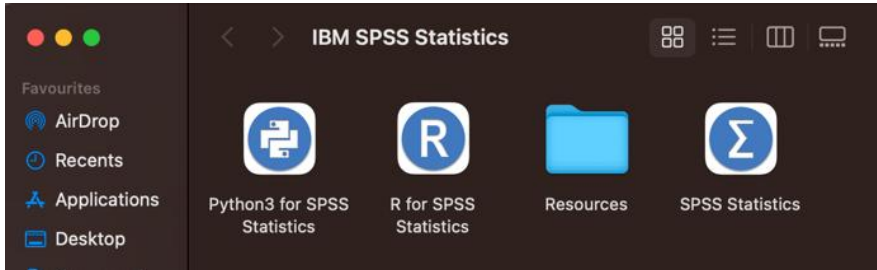 IBM SPSS Statistics
Favourites
AirDrop
Recents
Applications
Desktop
Python3 for SPSS
Statistics
R
R for SPSS
Statistics
Resources
Σ
SPSS Statistics